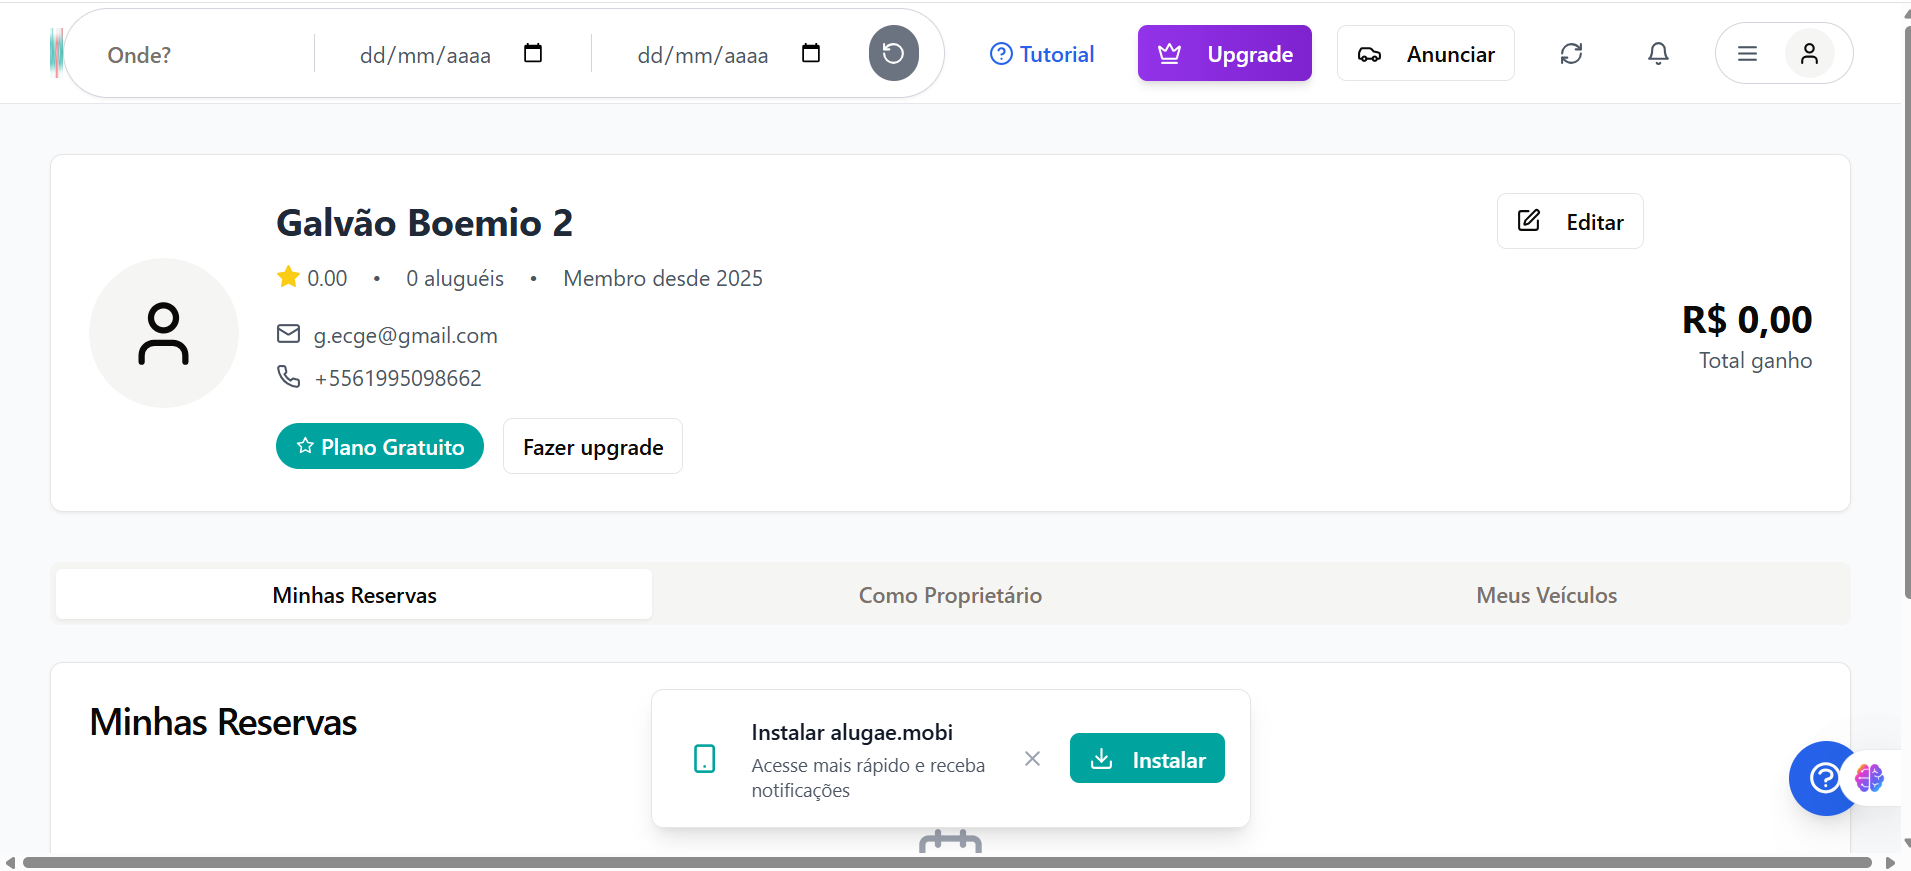 Onde?
dd/mm/aaaa
dd/mm/aaaa
Tutorial
Upgrade
Anunciar
Galvão Boemio 2
Editar
0.00 • 0 aluguéis • Membro desde 2025
g.ecge@gmail.com
+5561995098662
R$ 0,00
Total ganho
Plano Gratuito
Fazer upgrade
Minhas Reservas
Como Proprietário
Meus Veículos
Minhas Reservas
Instalar alugae.mobi
Acesse mais rápido e receba
notificações
Instalar